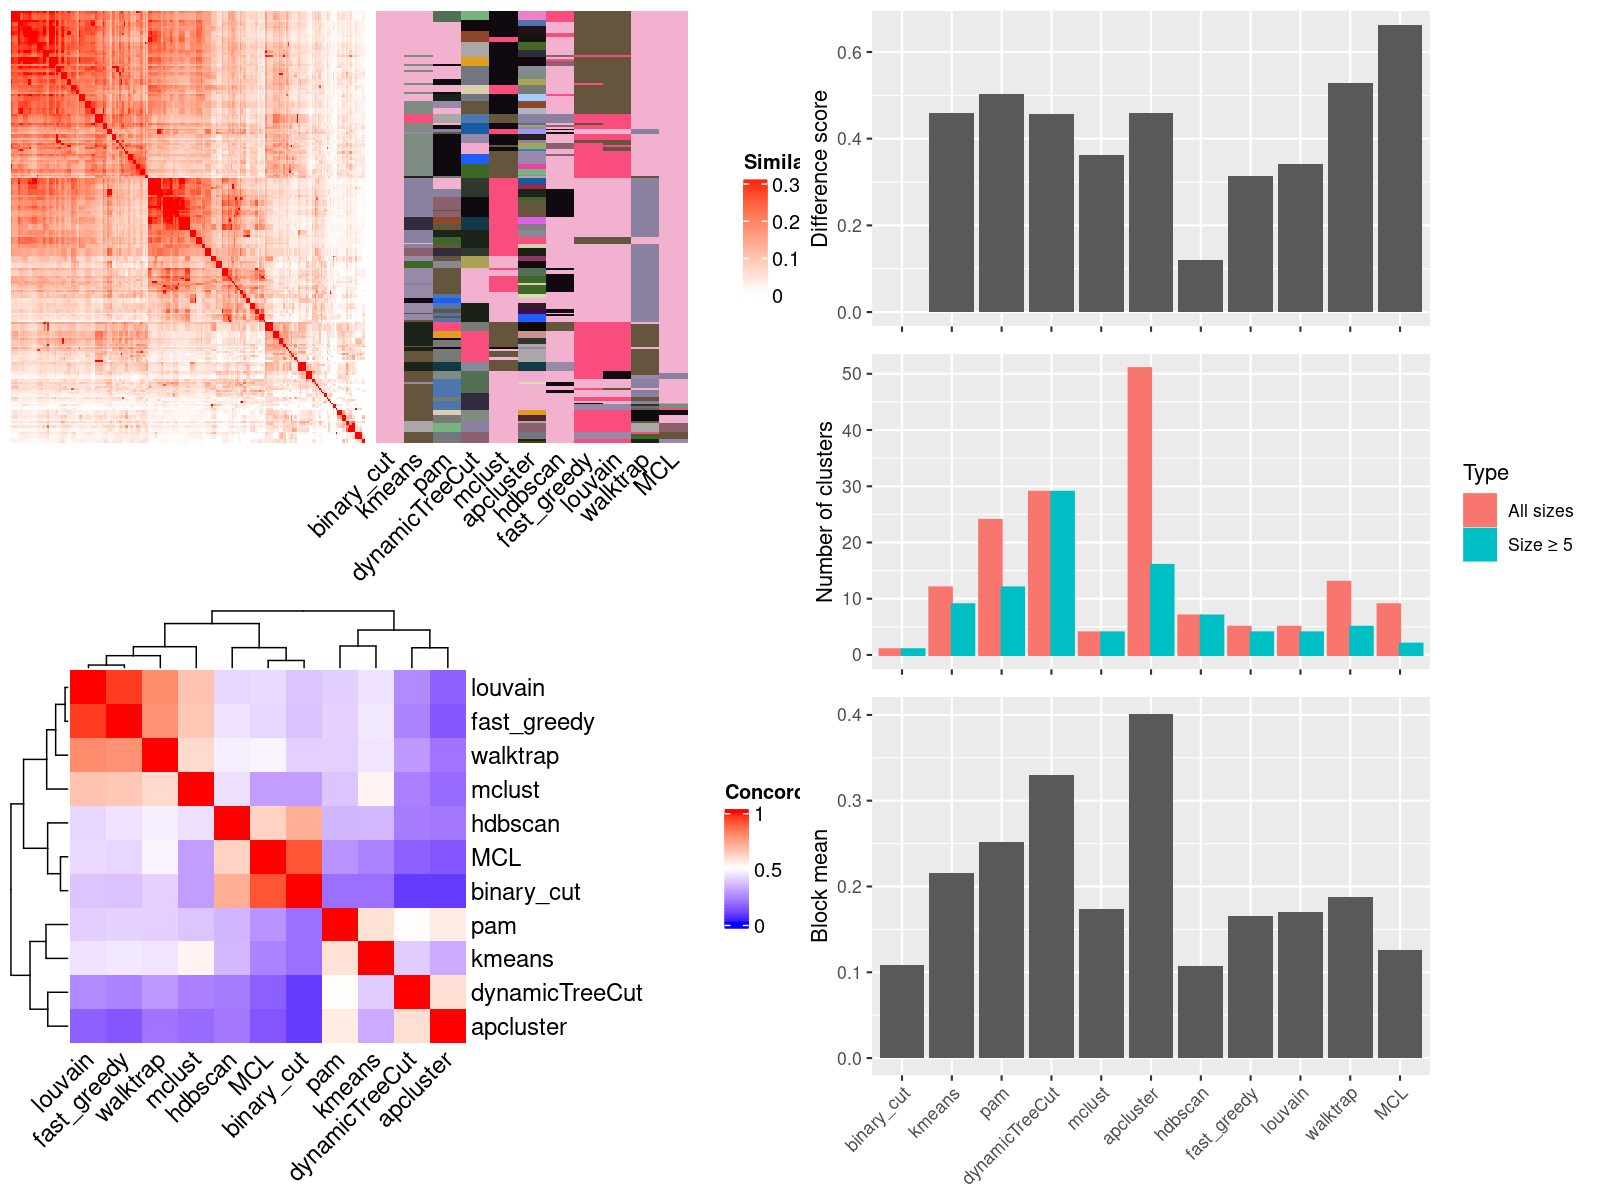 Simila
0.3
0.2
0.1
0
binary_cut
kmeans
pam
dynamicTreeCut
mclust
apcluster
hdbscan
fast_greedy
louvain
walktrap
MCL
louvain
fast_greedy
walktrap
mclust
hdbscan
MCL
binary_cut
pam
kmeans
dynamicTreeCut
apcluster
louvain
fast_greedy
walktrap
mclust
hdbscan
MCL
binary_cut
pam
kmeans
dynamicTreeCut
apcluster
Concord
1
0.5
0
Difference score
0.6
0.4
0.2
0.0
Number of clusters
50
40
30
20
10
0
Type
All sizes
Size ≥ 5
Block mean
0.4
0.3
0.2
0.1
0.0
binary_cut
kmeans
pam
dynamicTreeCut
mclust
apcluster
hdbscan
fast_greedy
louvain
walktrap
MCL